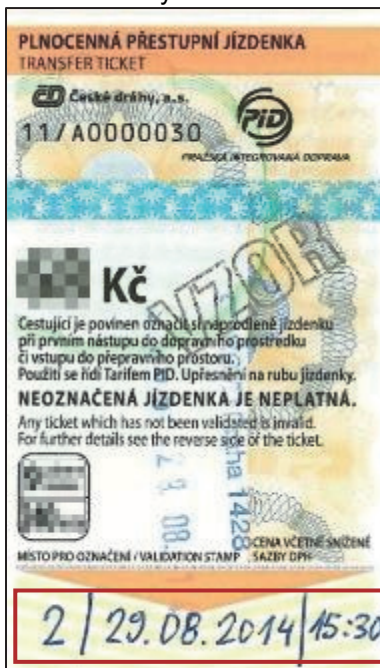 PLNOCENNÁ PŘESTUPNÍ JÍZDENKA
TRANSFER TICKET
ČD České dráhy, a.s.
11/A0000030
PID
PRAŽSKÁ INTEGROVANÁ DOPRAVA
Kč
VZOR
Cestující je povinen označit si neprodleně jízdenku
při prvním nástupu do dopravního prostředku
či vstupu do přepravního prostoru.
Použití se řídí Tarifem PID. Upřesnění na rubu jízdenky.
NEOZNAČENÁ JÍZDENKA JE NEPLATNÁ.
Any ticket which has not been validated is invalid.
For further details see the reverse side of the ticket.
aha 1428
CENA VČETNĚ SNÍŽENÉ
MÍSTO PRO OZNAČENÍ / VALIDATION STAMP SAZBY DPH
2 | 29.08.2014 | 15:30